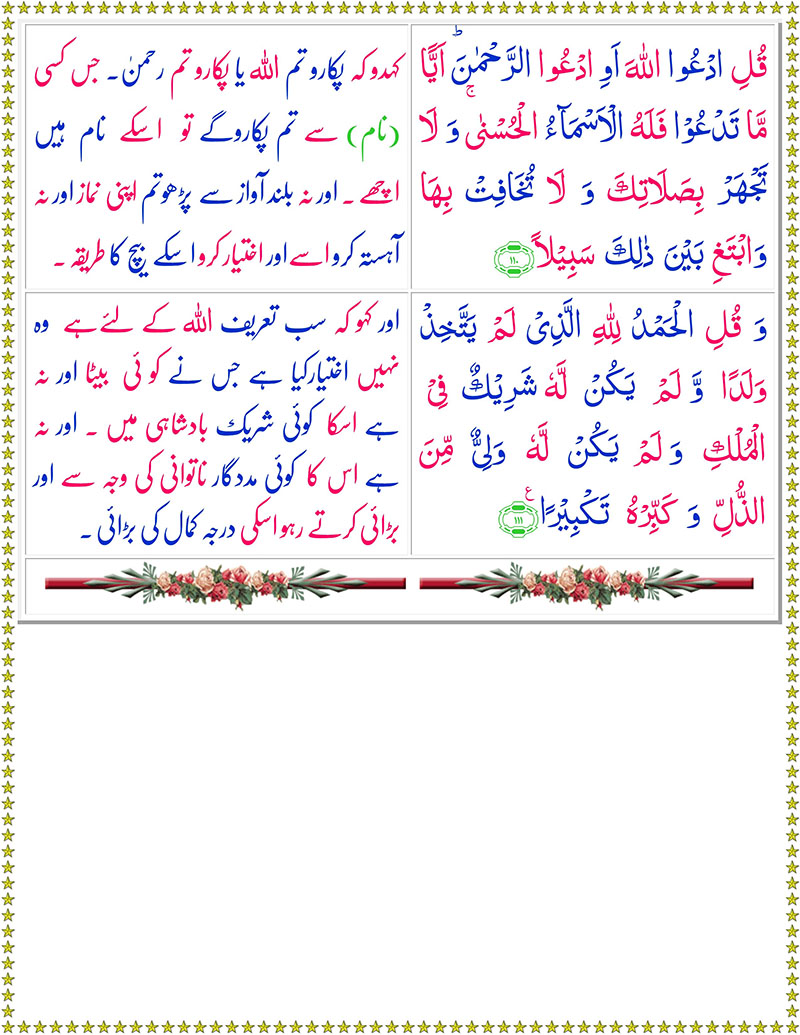 قُلِ ادْعُوا اللّٰهَ اَوِ ادْعُوا الرَّحْمٰنَ ؕ اَیًّا
مَّا تَدْعُوْا فَلَهُ الْاَسْمَآءُ الْحُسْنٰی ۚ وَ لَا
تَجْهَرْ بِصَلَاتِكَ وَ لَا تُخَافِتْ بِهَا
وَابْتَغِ بَیْنَ ذٰلِكَ سَبِیْلًا ۱۱۰
کہدو کہ پکارو تم اللہ یا پکارو تم رحمن۔ جس کسی
(نام) سے تم پکاروگے تو اسکے نام ہیں
اچھے ۔ اور نہ بلند آواز سے پڑھو تم اپنی نماز اور نہ
آہستہ کرو اسے اور اختیار کرو اسکے بیچ کا طریقہ ۔
وَ قُلِ الْحَمْدُ لِلّٰهِ الَّذِیْ لَمْ یَتَّخِذْ
وَلَدًا وَّ لَمْ یَكُنْ لَّهٗ شَرِیْكٌ فِیْ
الْمُلْكِ وَ لَمْ یَكُنْ لَّهٗ وَلِیٌّ مِّنَ
الذُّلِّ وَ كَبِّرْهُ تَكْبِیْرًا ۱۱۱ ع
اور کہو کہ سب تعریف اللہ کے لئے ہے وہ
نہیں اختیار کیا ہے جس نے کوئی بیٹا اور نہ
ہے اسکا کوئی شریک بادشاہی میں ۔ اور نہ
ہے اس کا کوئی مددگار ناتوانی کی وجہ سے اور
بڑائی کرتے رہو اسکی درجہ کمال کی بڑائی ۔